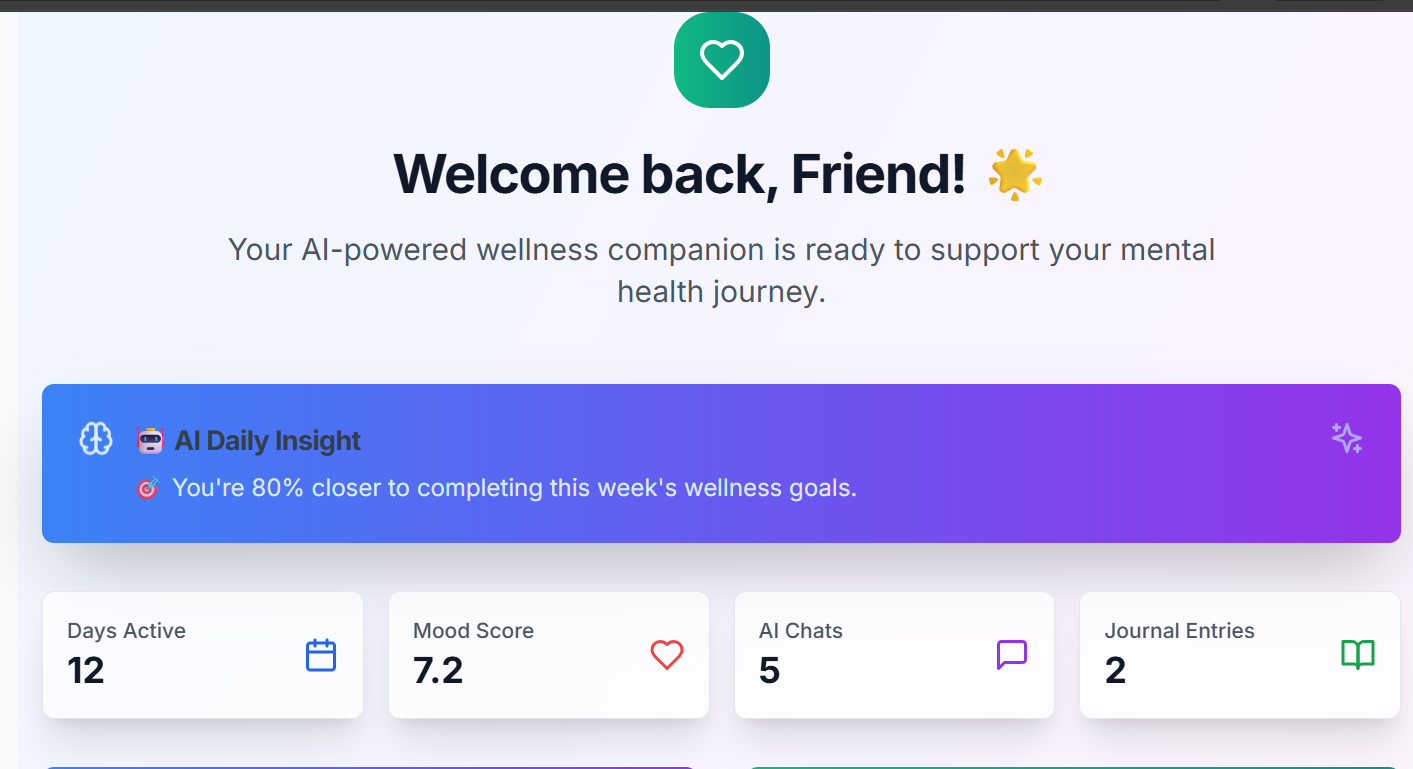 Welcome back, Friend! 🌟
Your AI-powered wellness companion is ready to support your mental
health journey.
🤖 AI Daily Insight
🎯 You're 80% closer to completing this week's wellness goals.
Days Active
12
Mood Score
7.2
AI Chats
5
Journal Entries
2